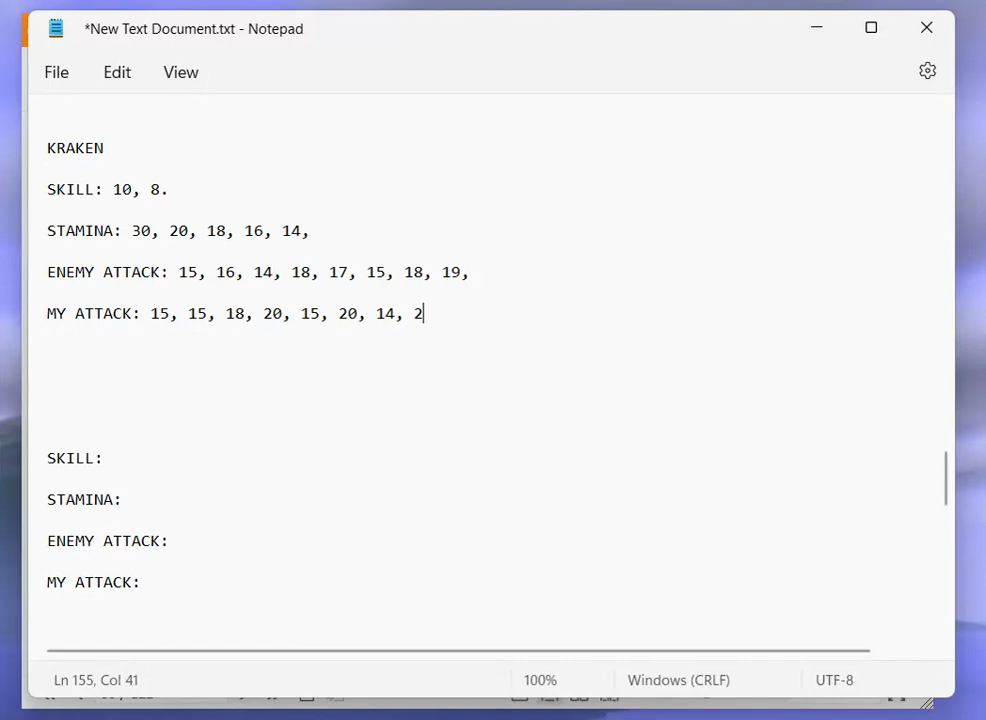 *New Text Document.txt - Notepad
File Edit View
KRAKEN
SKILL: 10, 8.
STAMINA: 30, 20, 18, 16, 14,
ENEMY ATTACK: 15, 16, 14, 18, 17, 15, 18, 19,
MY ATTACK: 15, 15, 18, 20, 15, 20, 14, 2
SKILL:
STAMINA:
ENEMY ATTACK:
MY ATTACK:
Ln 155, Col 41 100% Windows (CRLF) UTF-8